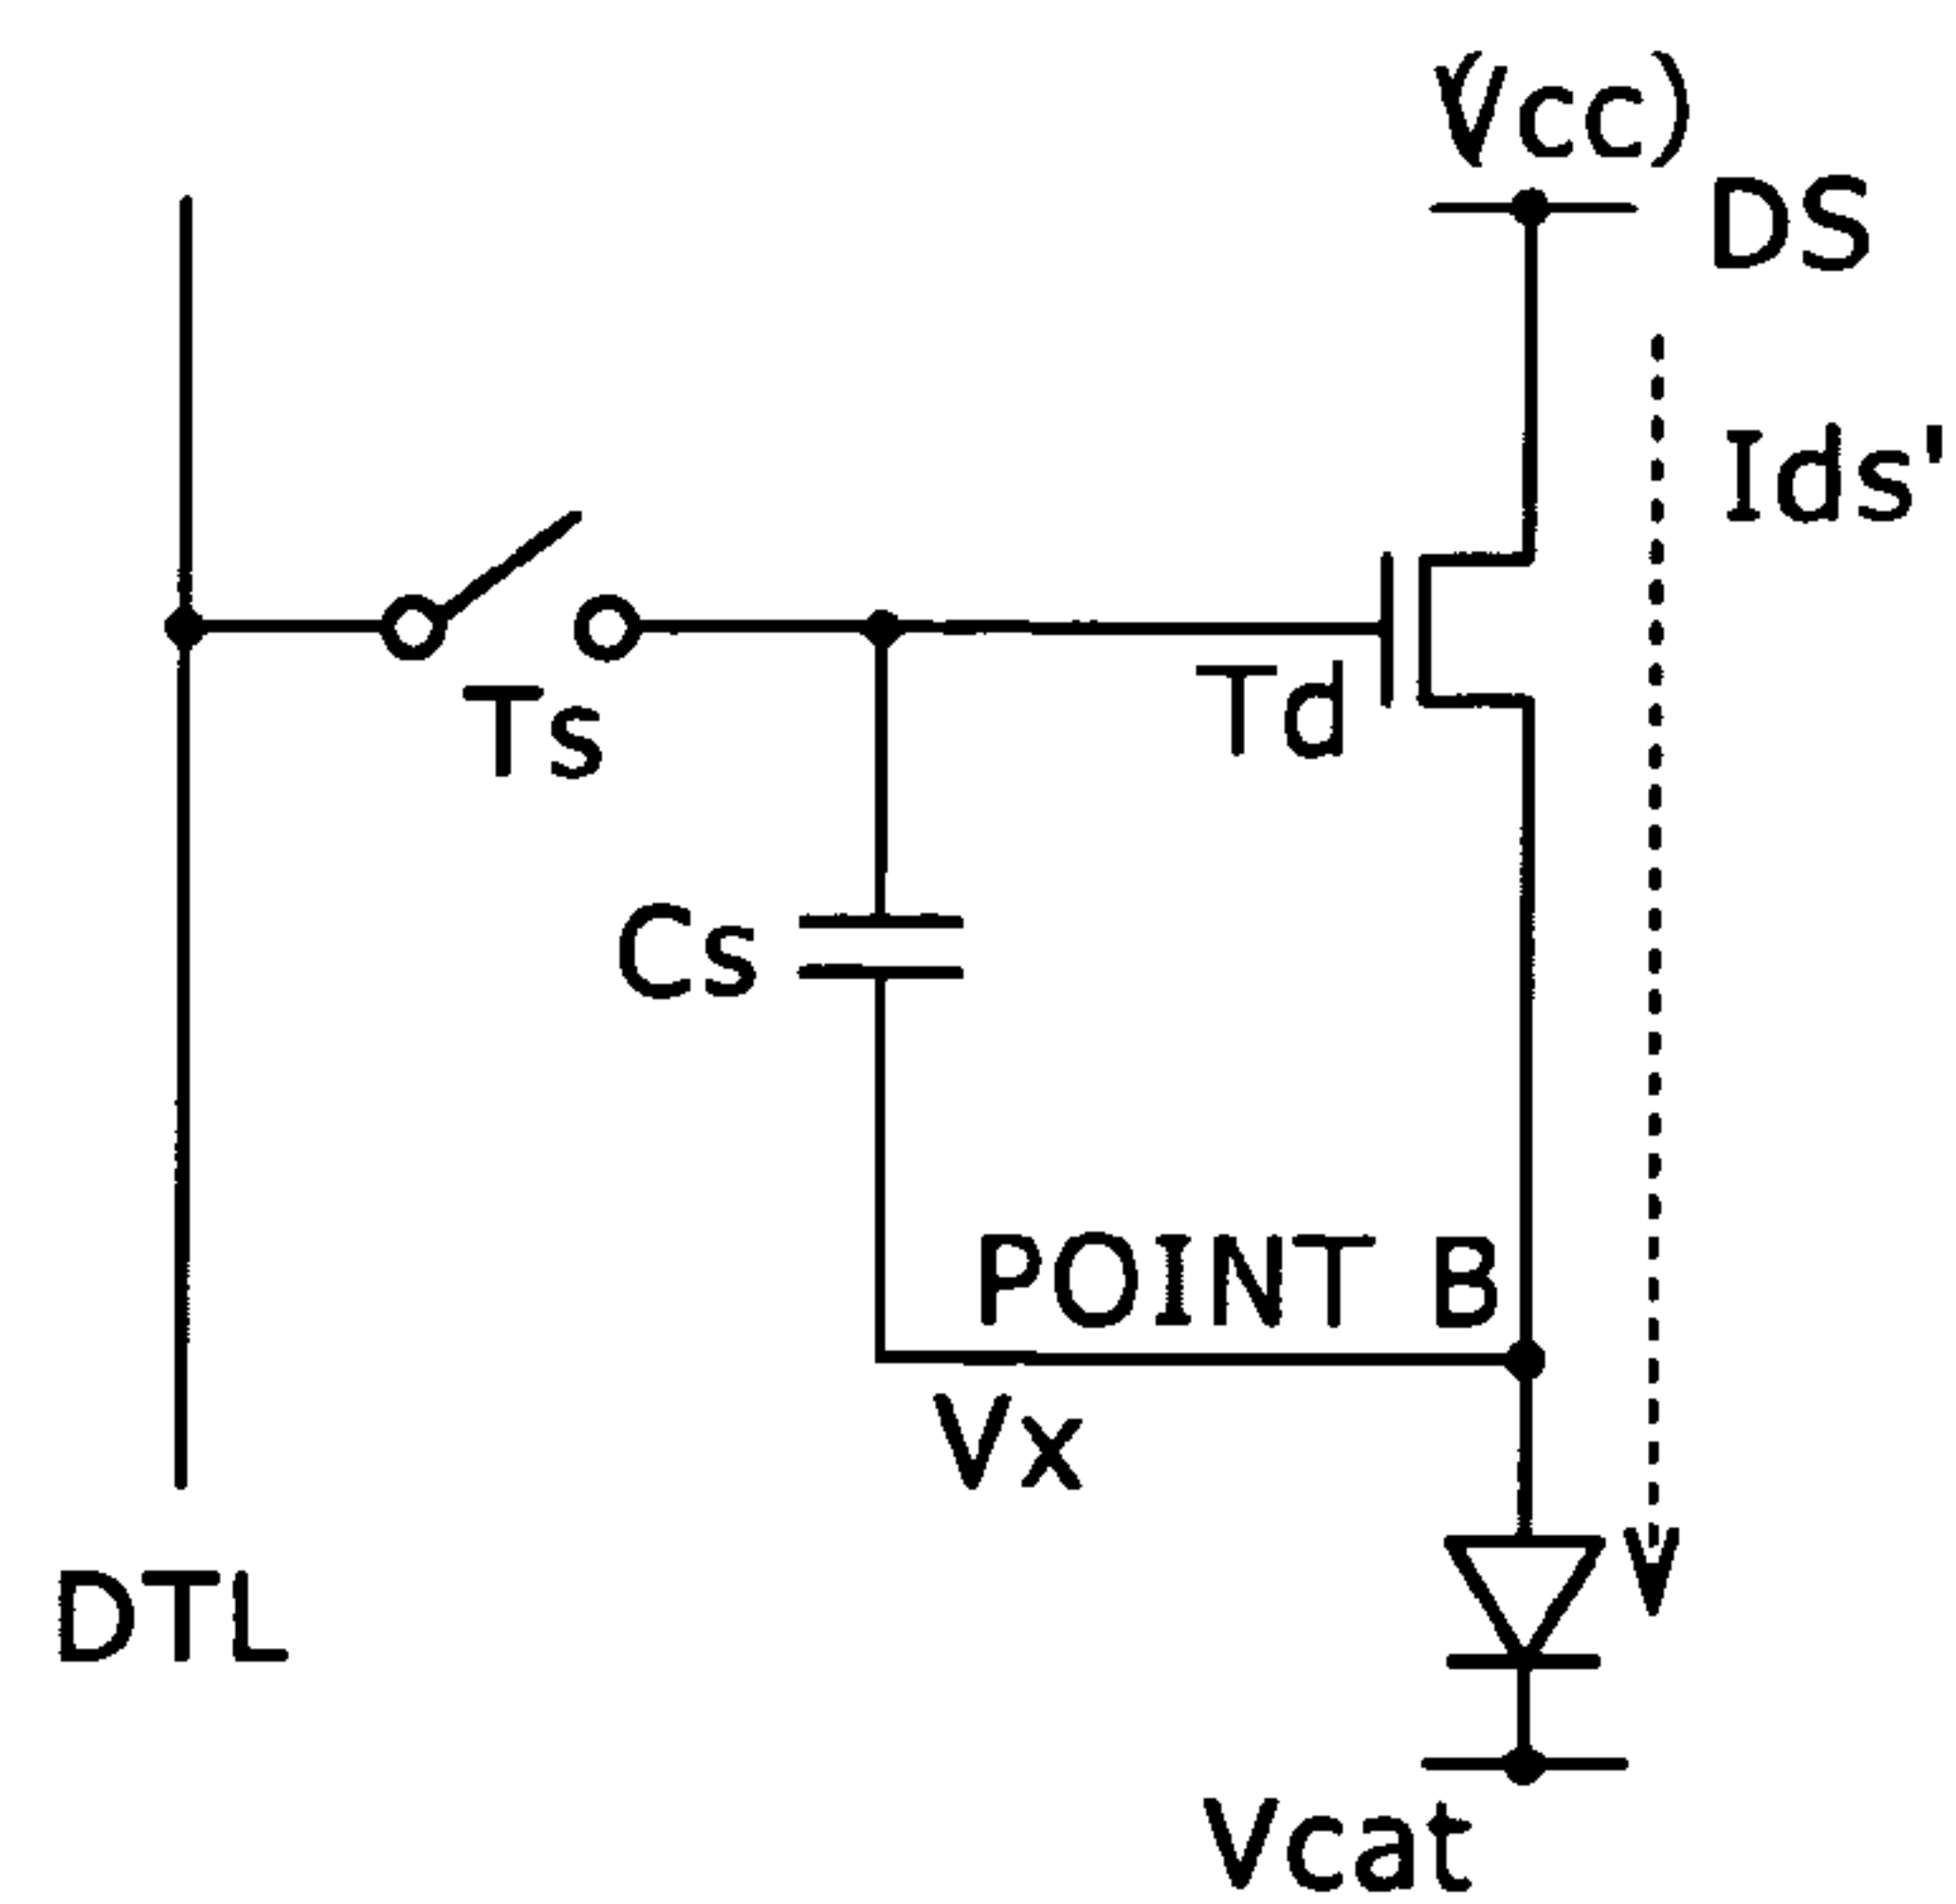 (Vcc)
DS
Ids'
Ts
Td
Cs
POINT B
Vx
DTL
Vcat